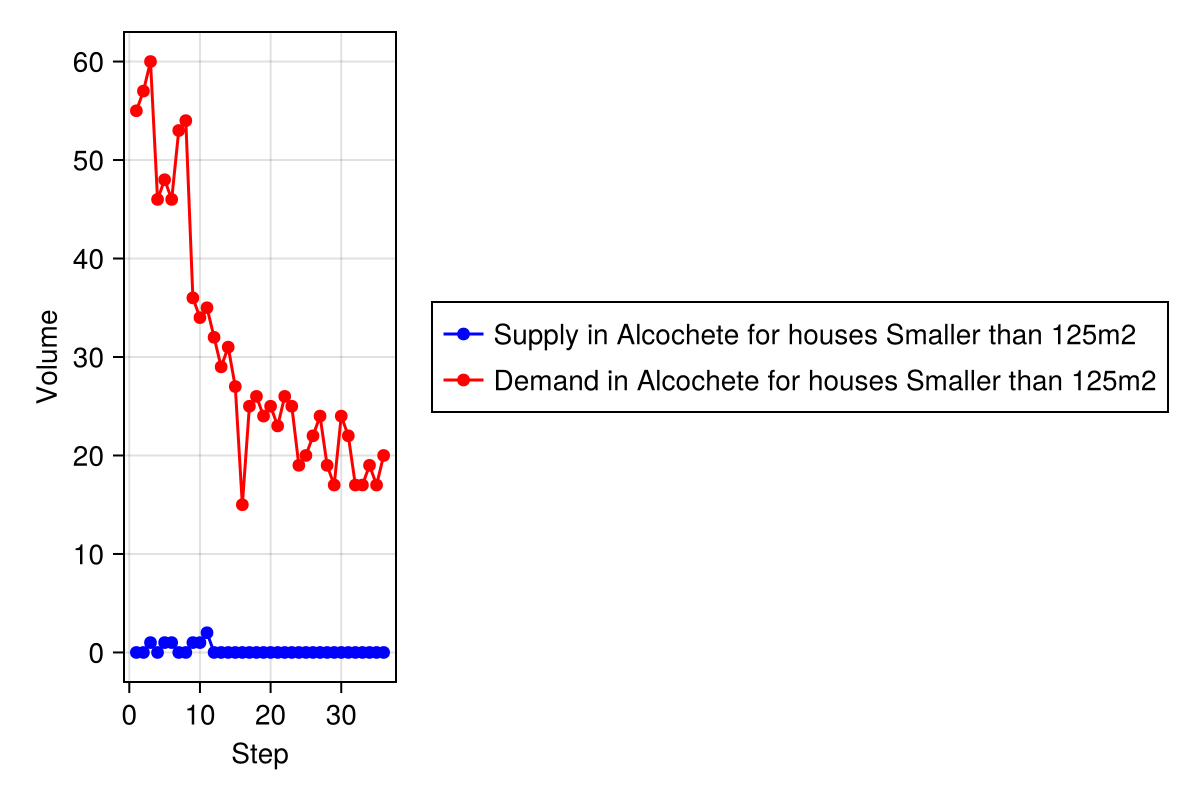 60
50
40
30
20
10
0
Volume
0 10 20 30
Step
Supply in Alcochete for houses Smaller than 125m2
Demand in Alcochete for houses Smaller than 125m2